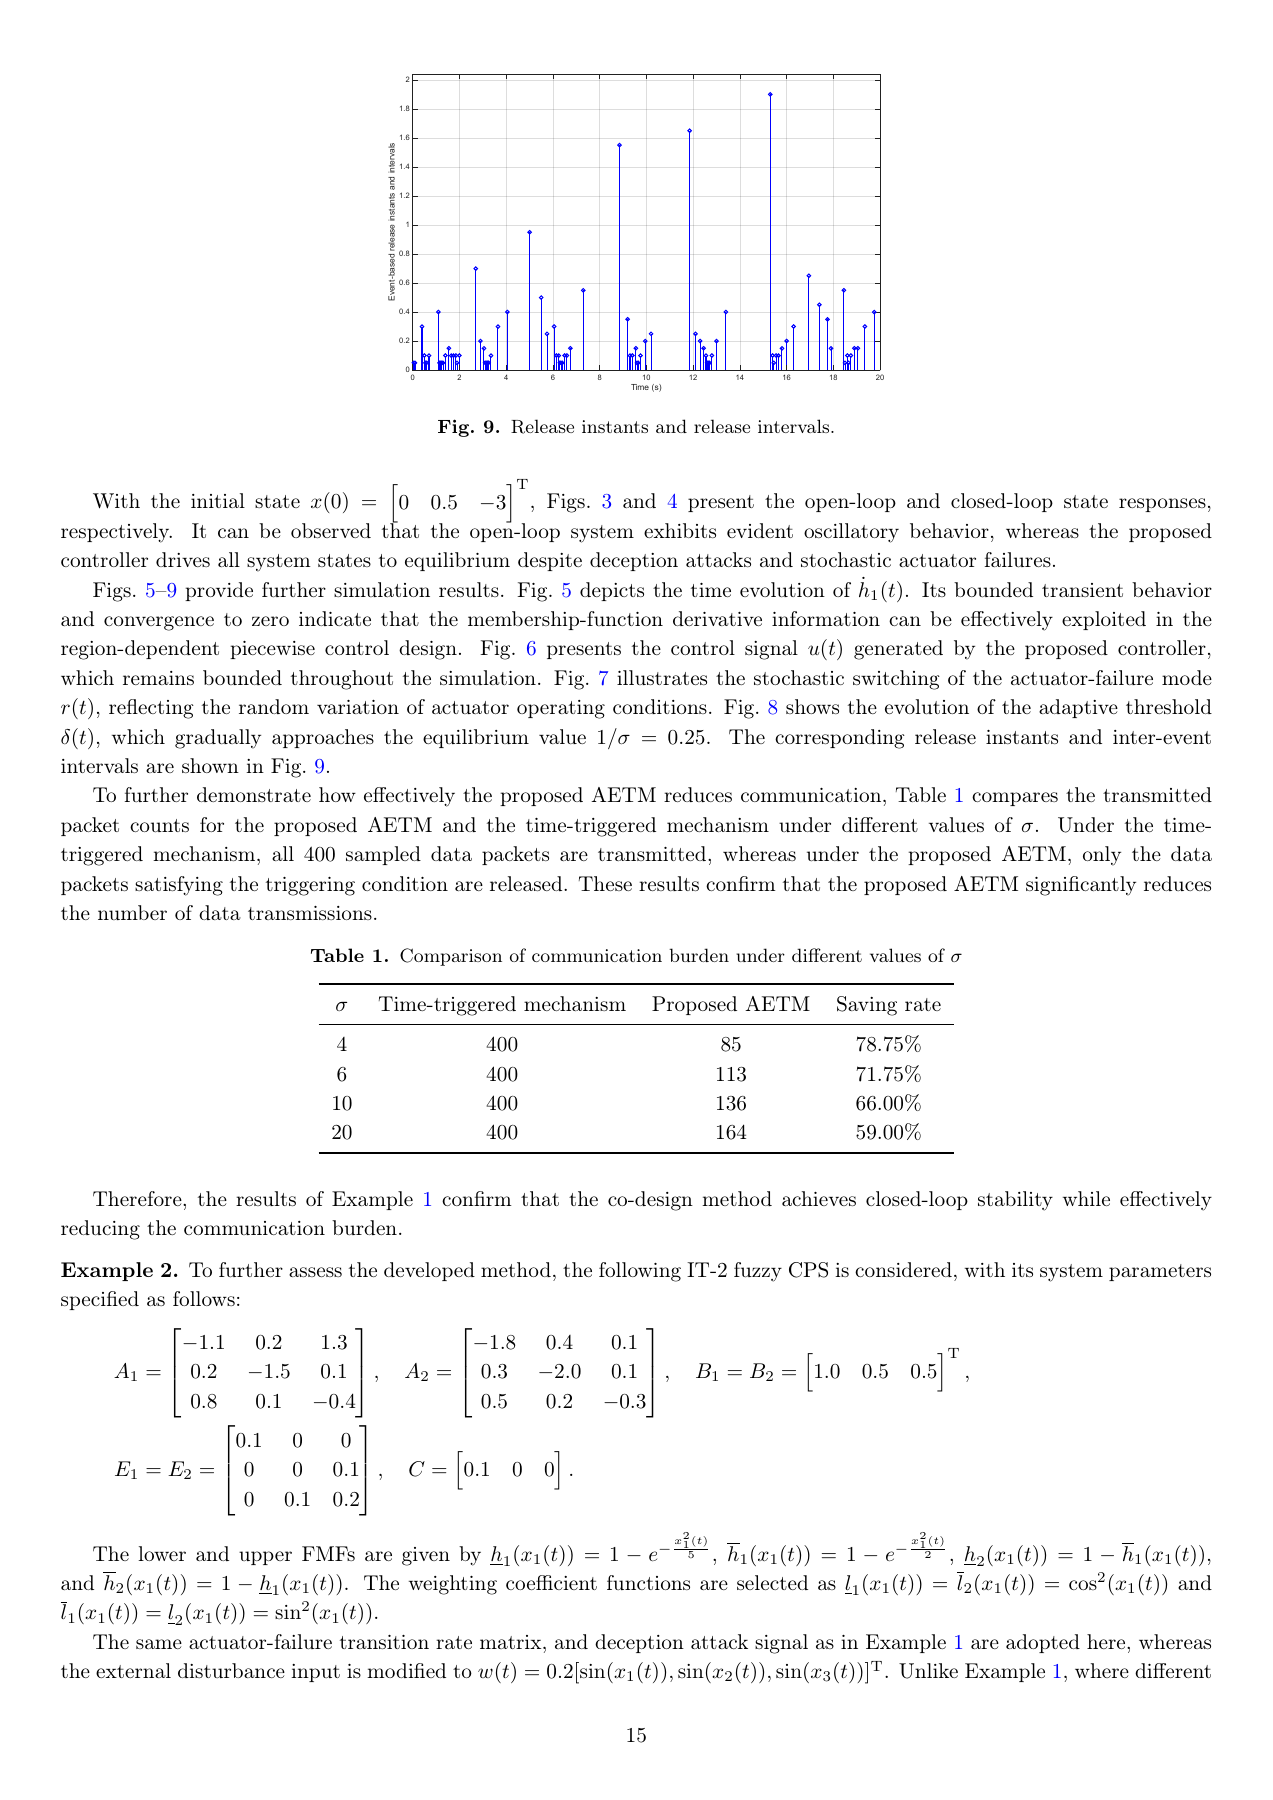 2
1.8
1.6
1.4
1.2
1
0.8
0.6
0.4
0.2
0
Event-based release instants and intervals
0 2 4 6 8 10 12 14 16 18 20
Time (s)
Fig. 9. Release instants and release intervals.
With the initial state x(0) = [0 0.5 −3]^T, Figs. 3 and 4 present the open-loop and closed-loop state responses,
respectively. It can be observed that the open-loop system exhibits evident oscillatory behavior, whereas the proposed
controller drives all system states to equilibrium despite deception attacks and stochastic actuator failures.
Figs. 5–9 provide further simulation results. Fig. 5 depicts the time evolution of ḣ₁(t). Its bounded transient behavior
and convergence to zero indicate that the membership-function derivative information can be effectively exploited in the
region-dependent piecewise control design. Fig. 6 presents the control signal u(t) generated by the proposed controller,
which remains bounded throughout the simulation. Fig. 7 illustrates the stochastic switching of the actuator-failure mode
r(t), reflecting the random variation of actuator operating conditions. Fig. 8 shows the evolution of the adaptive threshold
δ(t), which gradually approaches the equilibrium value 1/σ = 0.25. The corresponding release instants and inter-event
intervals are shown in Fig. 9.
To further demonstrate how effectively the proposed AETM reduces communication, Table 1 compares the transmitted
packet counts for the proposed AETM and the time-triggered mechanism under different values of σ. Under the time-
triggered mechanism, all 400 sampled data packets are transmitted, whereas under the proposed AETM, only the data
packets satisfying the triggering condition are released. These results confirm that the proposed AETM significantly reduces
the number of data transmissions.
Table 1. Comparison of communication burden under different values of σ
σ Time-triggered mechanism Proposed AETM Saving rate
4 400 85 78.75%
6 400 113 71.75%
10 400 136 66.00%
20 400 164 59.00%
Therefore, the results of Example 1 confirm that the co-design method achieves closed-loop stability while effectively
reducing the communication burden.
Example 2. To further assess the developed method, the following IT-2 fuzzy CPS is considered, with its system parameters
specified as follows:
A₁ = [−1.1 0.2 1.3; 0.2 −1.5 0.1; 0.8 0.1 −0.4], A₂ = [−1.8 0.4 0.1; 0.3 −2.0 0.1; 0.5 0.2 −0.3], B₁ = B₂ = [1.0 0.5 0.5]^T,
E₁ = E₂ = [0.1 0 0; 0 0 0.1; 0 0.1 0.2], C = [0.1 0 0].
The lower and upper FMFs are given by h̲₁(x₁(t)) = 1 − e^{−x₁²(t)/5}, h̅₁(x₁(t)) = 1 − e^{−x₁²(t)/2}, h̲₂(x₁(t)) = 1 − h̅₁(x₁(t)),
and h̅₂(x₁(t)) = 1 − h̲₁(x₁(t)). The weighting coefficient functions are selected as l̲₁(x₁(t)) = l̅₂(x₁(t)) = cos²(x₁(t)) and
l̅₁(x₁(t)) = l̲₂(x₁(t)) = sin²(x₁(t)).
The same actuator-failure transition rate matrix, and deception attack signal as in Example 1 are adopted here, whereas
the external disturbance input is modified to w(t) = 0.2[sin(x₁(t)), sin(x₂(t)), sin(x₃(t))]^T. Unlike Example 1, where different
15